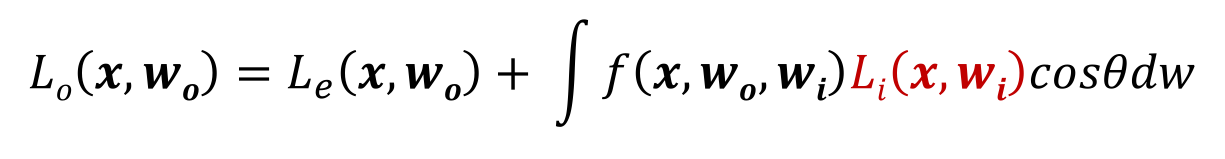 L_o(x, w_o) = L_e(x, w_o) + ∫ f(x, w_o, w_i)L_i(x, w_i)cosθdw